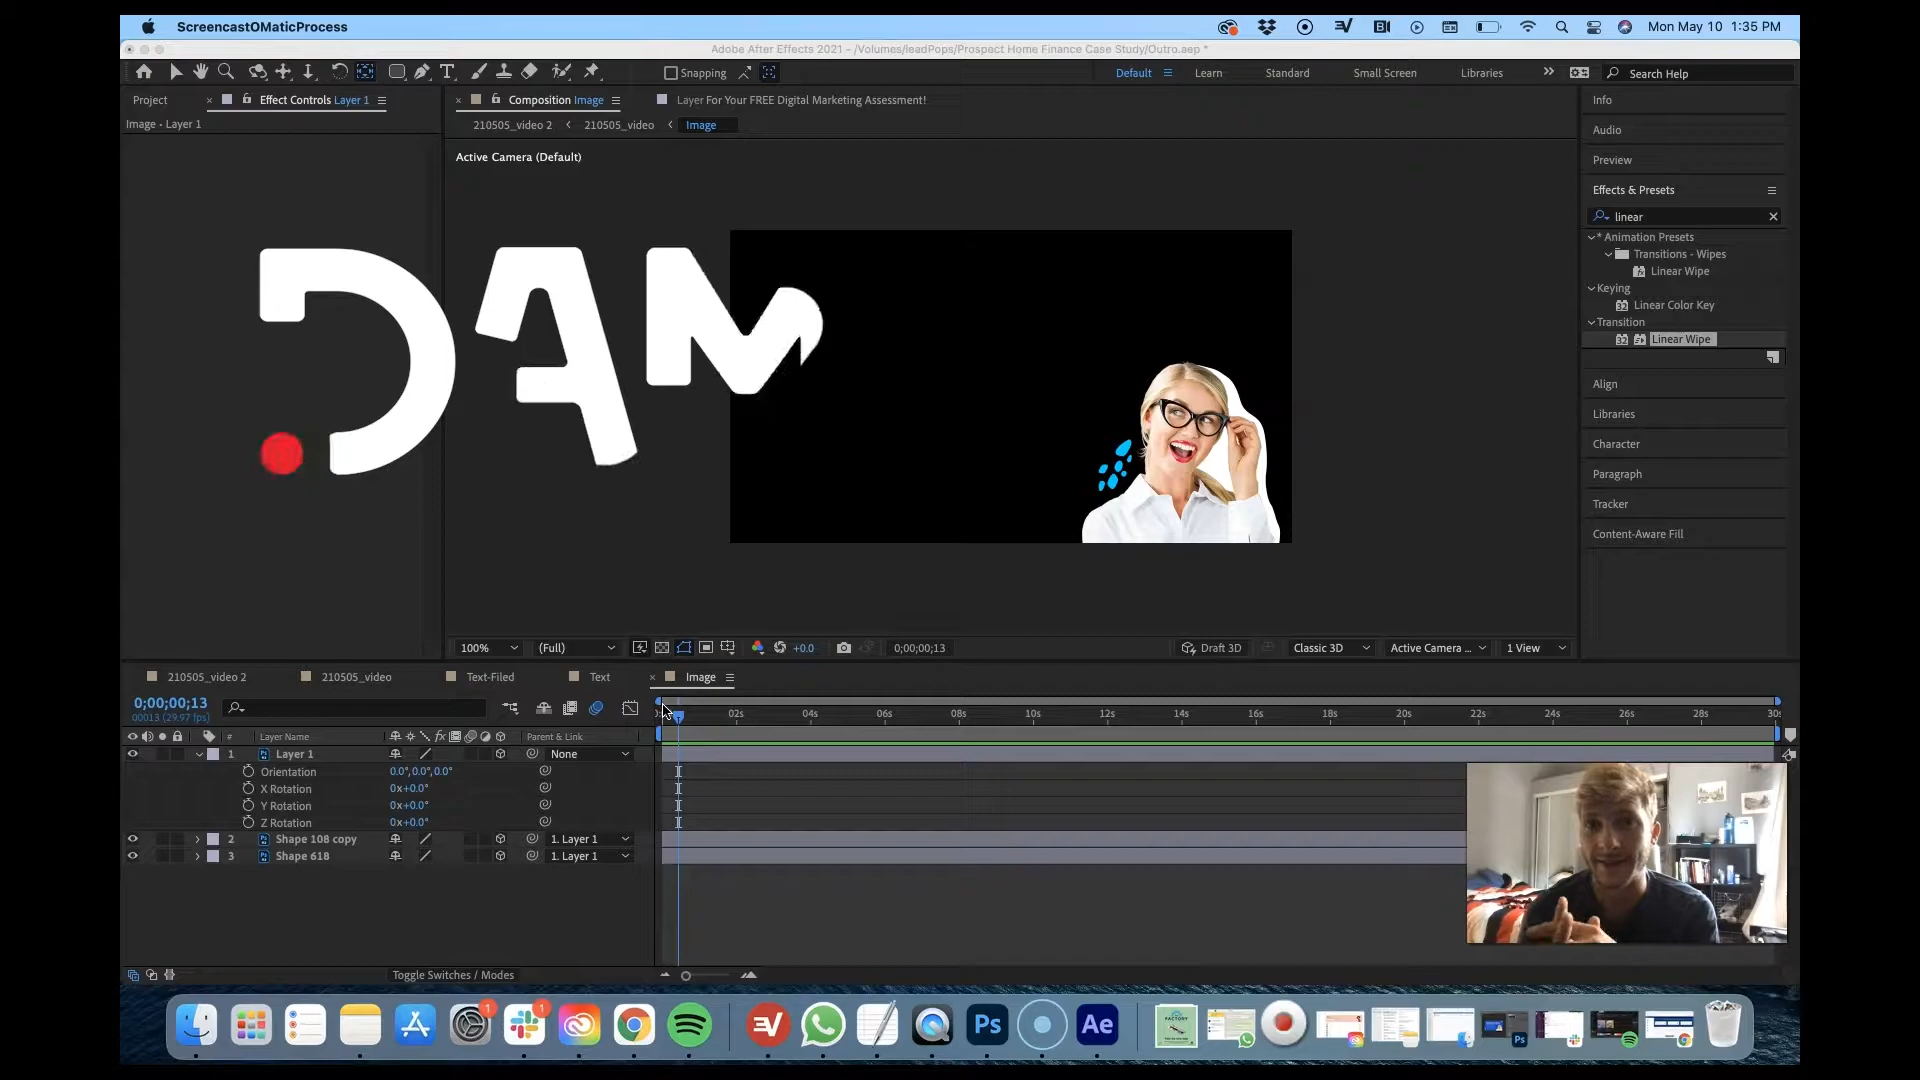 ScreencastOMaticProcess
Mon May 10 1:35 PM
Adobe After Effects 2021 - /Volumes/leadPops/Prospect Home Finance Case Study/Outro.aep *
Snapping
Default
Learn
Standard
Small Screen
Libraries
Search Help
Project
Effect Controls Layer 1
Composition Image
Layer For Your FREE Digital Marketing Assessment!
Image • Layer 1
210505_video 2
210505_video
Image
Active Camera (Default)
DAM
Info
Audio
Preview
Effects & Presets
linear
* Animation Presets
Transitions - Wipes
Linear Wipe
Keying
Linear Color Key
Transition
Linear Wipe
Align
Libraries
Character
Paragraph
Tracker
Content-Aware Fill
100%
(Full)
+0.0
0;00;00;13
Draft 3D
Classic 3D
Active Camera ...
1 View
210505_video 2
210505_video
Text-Filed
Text
Image
0;00;00;13
00013 (29.97 fps)
02s
04s
06s
08s
10s
12s
14s
16s
18s
20s
22s
24s
26s
28s
30s
# Layer Name
fx
Parent & Link
1 Layer 1
None
Orientation 0.0°,0.0°,0.0°
X Rotation 0x+0.0°
Y Rotation 0x+0.0°
Z Rotation 0x+0.0°
2 Shape 108 copy 1. Layer 1
3 Shape 618 1. Layer 1
Toggle Switches / Modes
1
1
Ps
Ae
FACTORY